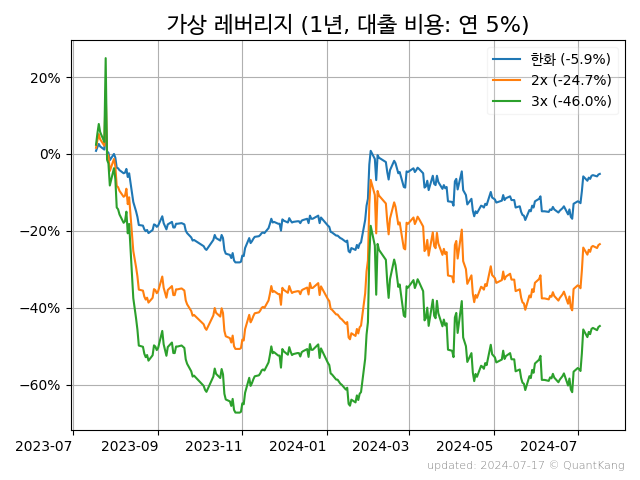 가상 레버리지 (1년, 대출 비용: 연 5%)
한화 (-5.9%)
2x (-24.7%)
3x (-46.0%)
20%
0%
−20%
−40%
−60%
2023-07 2023-09 2023-11 2024-01 2024-03 2024-05 2024-07
updated: 2024-07-17 © QuantKang